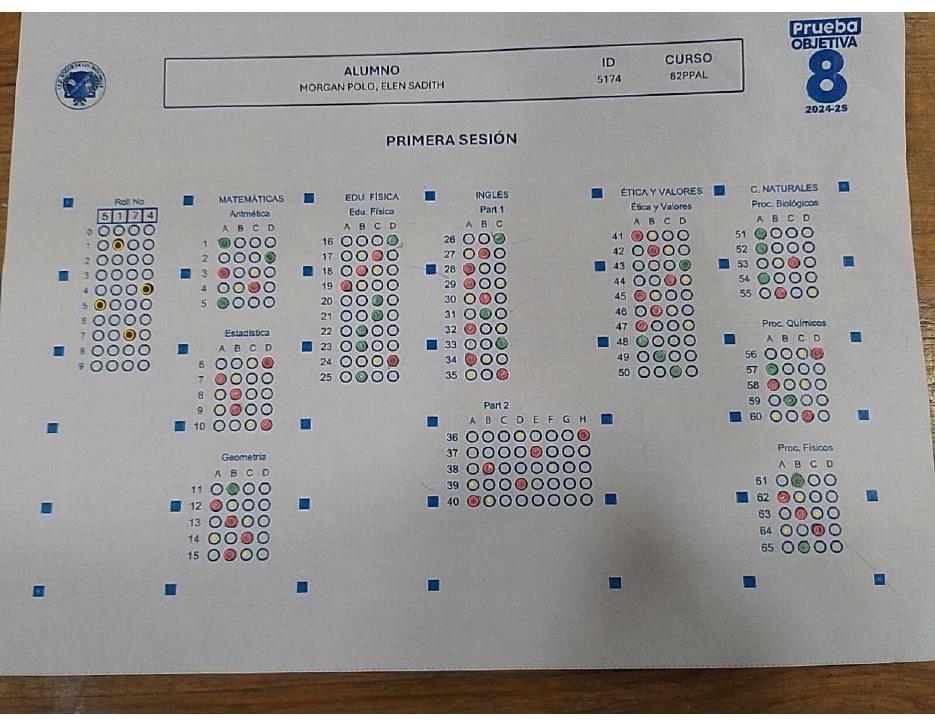 Prueba
OBJETIVA
8
2024-25
ALUMNO
MORGAN POLO, ELEN SADITH
ID
5174
CURSO
82PPAL
PRIMERA SESIÓN
Roll No
5 1 7 4
0
1
2
3
4
5
6
7
8
9
MATEMÁTICAS
Aritmética
A B C D
1
2
3
4
5
Estadística
A B C D
6
7
8
9
10
Geometría
A B C D
11
12
13
14
15
EDU. FÍSICA
Edu. Física
A B C D
16
17
18
19
20
21
22
23
24
25
INGLÉS
Part 1
A B C
26
27
28
29
30
31
32
33
34
35
Part 2
A B C D E F G H
36
37
38
39
40
ÉTICA Y VALORES
Ética y Valores
A B C D
41
42
43
44
45
46
47
48
49
50
C. NATURALES
Proc. Biológicos
A B C D
51
52
53
54
55
Proc. Químicos
A B C D
56
57
58
59
60
Proc. Físicos
A B C D
61
62
63
64
65